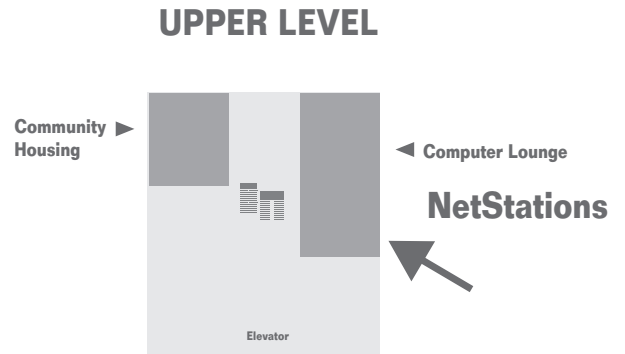 UPPER LEVEL
Community
Housing
Computer Lounge
NetStations
Elevator